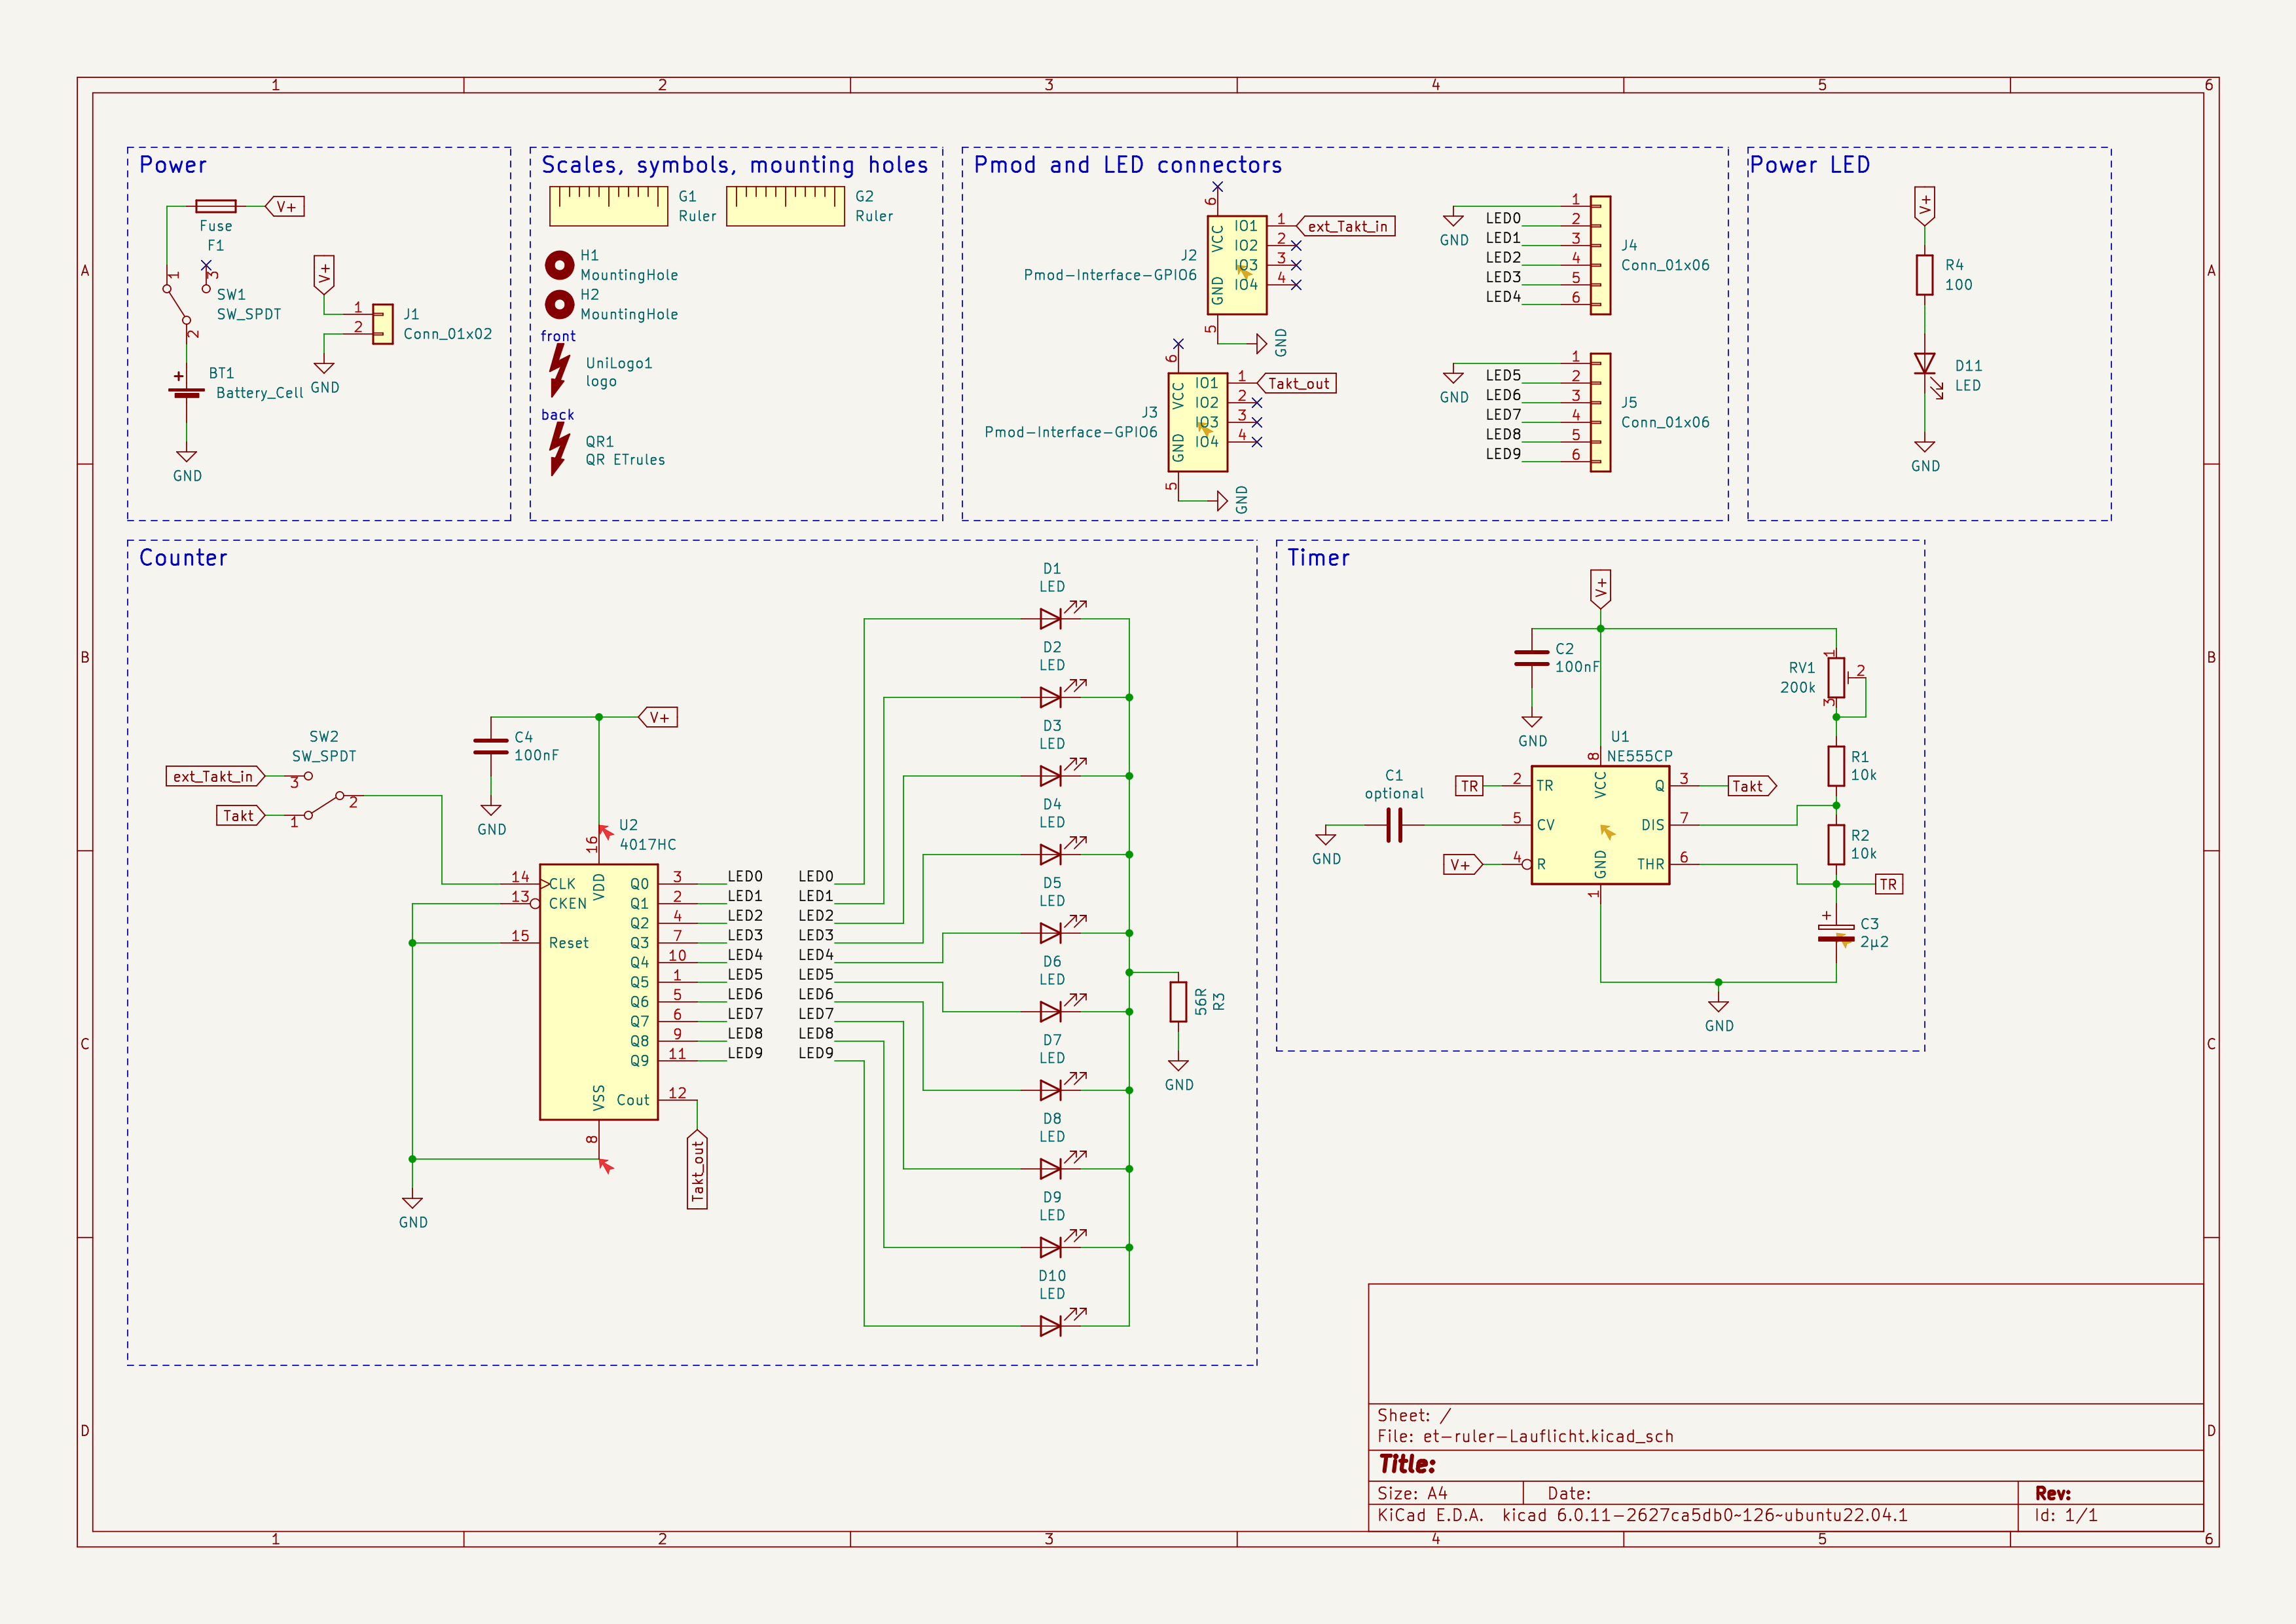 1 2 3 4 5 6
A
B
C
D
A
B
C
D
1 2 3 4 5 6
Power
V+
Fuse
F1
1
3
2
SW1
SW_SPDT
BT1
Battery_Cell
+
GND
V+
1
2
J1
Conn_01x02
GND
Scales, symbols, mounting holes
G1
Ruler
G2
Ruler
H1
MountingHole
H2
MountingHole
front
UniLogo1
logo
back
QR1
QR ETrules
Pmod and LED connectors
6
VCC
GND
5
IO1 1
IO2 2
IO3 3
IO4 4
ext_Takt_in
J2
Pmod-Interface-GPIO6
GND
6
VCC
GND
5
IO1 1
IO2 2
IO3 3
IO4 4
Takt_out
J3
Pmod-Interface-GPIO6
GND
GND
1
LED0 2
LED1 3
LED2 4
LED3 5
LED4 6
J4
Conn_01x06
GND
1
LED5 2
LED6 3
LED7 4
LED8 5
LED9 6
J5
Conn_01x06
Power LED
V+
R4
100
D11
LED
GND
Counter
SW2
SW_SPDT
ext_Takt_in
3
2
Takt
1
C4
100nF
GND
V+
U2
4017HC
16
VDD
14 CLK
13 CKEN
15 Reset
VSS
8
Q0 3 LED0
Q1 2 LED1
Q2 4 LED2
Q3 7 LED3
Q4 10 LED4
Q5 1 LED5
Q6 5 LED6
Q7 6 LED7
Q8 9 LED8
Q9 11 LED9
Cout 12
Takt_out
GND
LED0
LED1
LED2
LED3
LED4
LED5
LED6
LED7
LED8
LED9
D1
LED
D2
LED
D3
LED
D4
LED
D5
LED
D6
LED
D7
LED
D8
LED
D9
LED
D10
LED
56R
R3
GND
Timer
V+
C2
100nF
GND
RV1
200k
1
2
3
R1
10k
R2
10k
U1
NE555CP
8
VCC
TR
2 TR
5 CV
4 R
Q 3
DIS 7
THR 6
GND
1
Takt
C1
optional
GND
V+
TR
+
C3
2µ2
GND
Sheet: /
File: et-ruler-Lauflicht.kicad_sch
Title:
Size: A4 Date: Rev:
KiCad E.D.A. kicad 6.0.11-2627ca5db0~126~ubuntu22.04.1 Id: 1/1